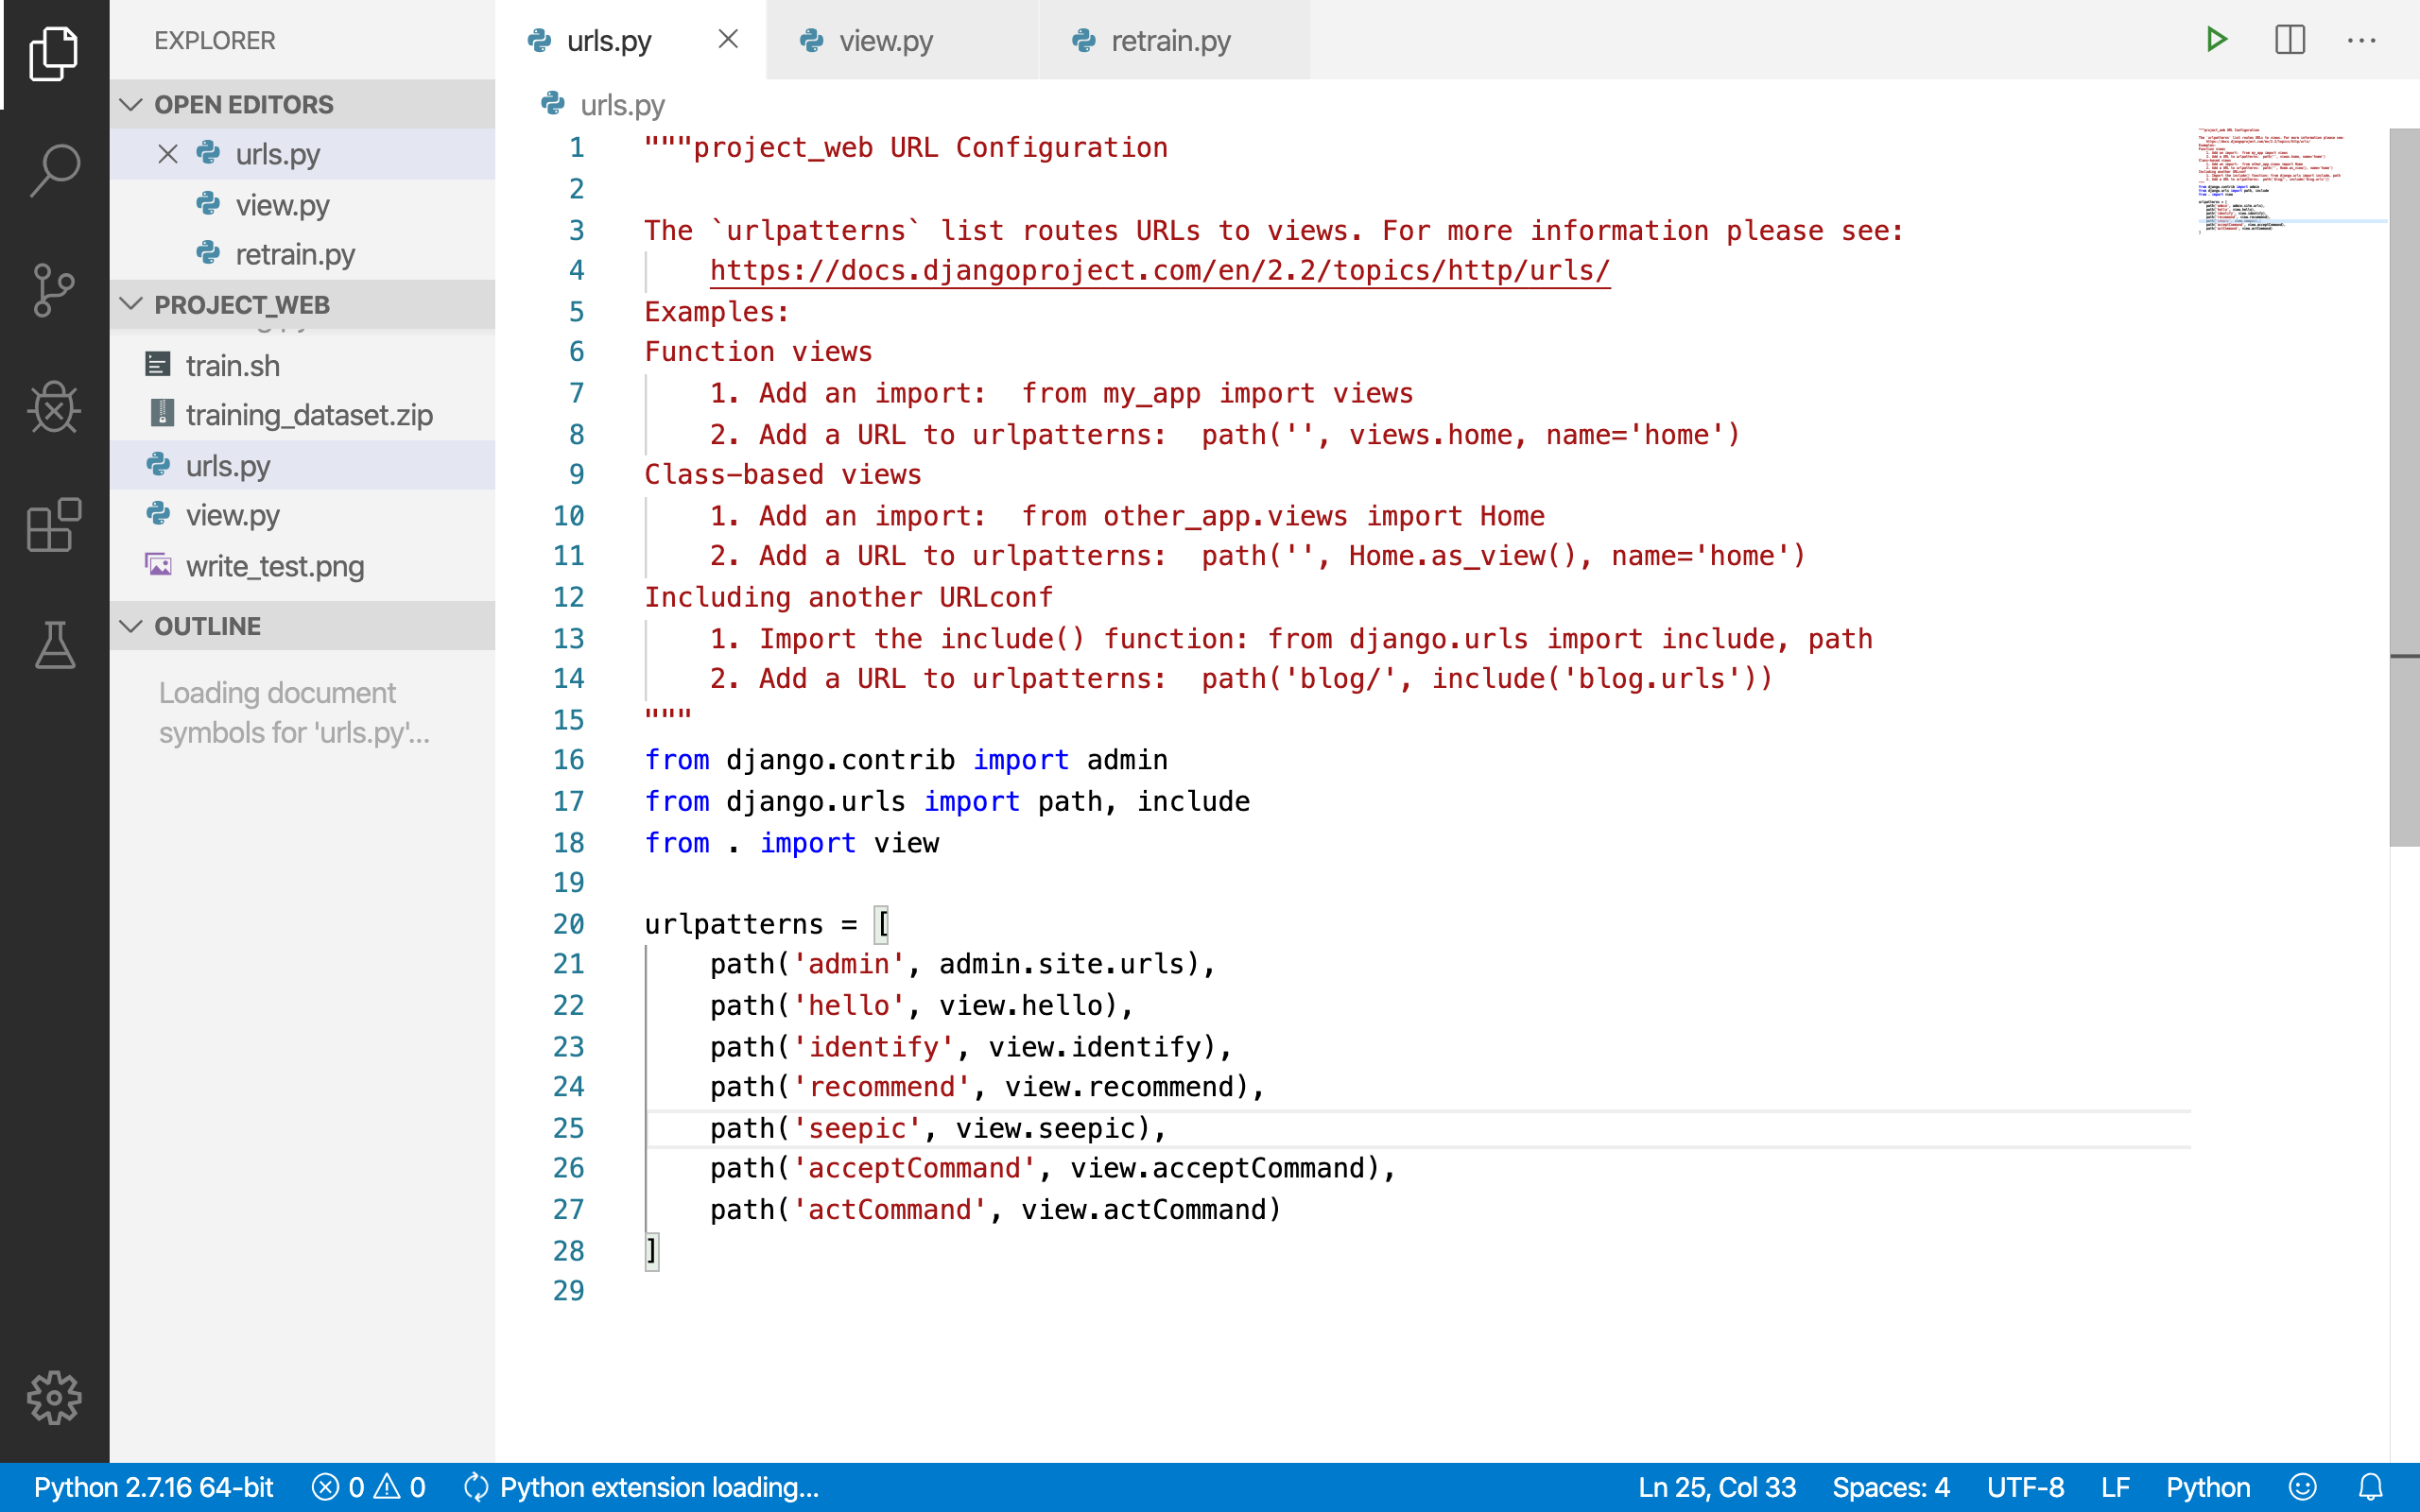 EXPLORER
OPEN EDITORS
urls.py
view.py
retrain.py
PROJECT_WEB
train.sh
training_dataset.zip
urls.py
view.py
write_test.png
OUTLINE
Loading document
symbols for 'urls.py'...
urls.py
view.py
retrain.py
urls.py
1 """project_web URL Configuration
2
3 The `urlpatterns` list routes URLs to views. For more information please see:
4     https://docs.djangoproject.com/en/2.2/topics/http/urls/
5 Examples:
6 Function views
7     1. Add an import:  from my_app import views
8     2. Add a URL to urlpatterns:  path('', views.home, name='home')
9 Class-based views
10     1. Add an import:  from other_app.views import Home
11     2. Add a URL to urlpatterns:  path('', Home.as_view(), name='home')
12 Including another URLconf
13     1. Import the include() function: from django.urls import include, path
14     2. Add a URL to urlpatterns:  path('blog/', include('blog.urls'))
15 """
16 from django.contrib import admin
17 from django.urls import path, include
18 from . import view
19
20 urlpatterns = [
21     path('admin', admin.site.urls),
22     path('hello', view.hello),
23     path('identify', view.identify),
24     path('recommend', view.recommend),
25     path('seepic', view.seepic),
26     path('acceptCommand', view.acceptCommand),
27     path('actCommand', view.actCommand)
28 ]
29
Python 2.7.16 64-bit 0 0 Python extension loading... Ln 25, Col 33 Spaces: 4 UTF-8 LF Python